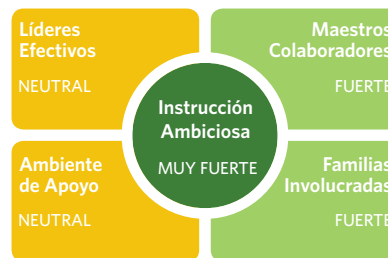 Líderes
Efectivos
NEUTRAL
Maestros
Colaboradores
FUERTE
Instrucción
Ambiciosa
MUY FUERTE
Ambiente
de Apoyo
NEUTRAL
Familias
Involucradas
FUERTE